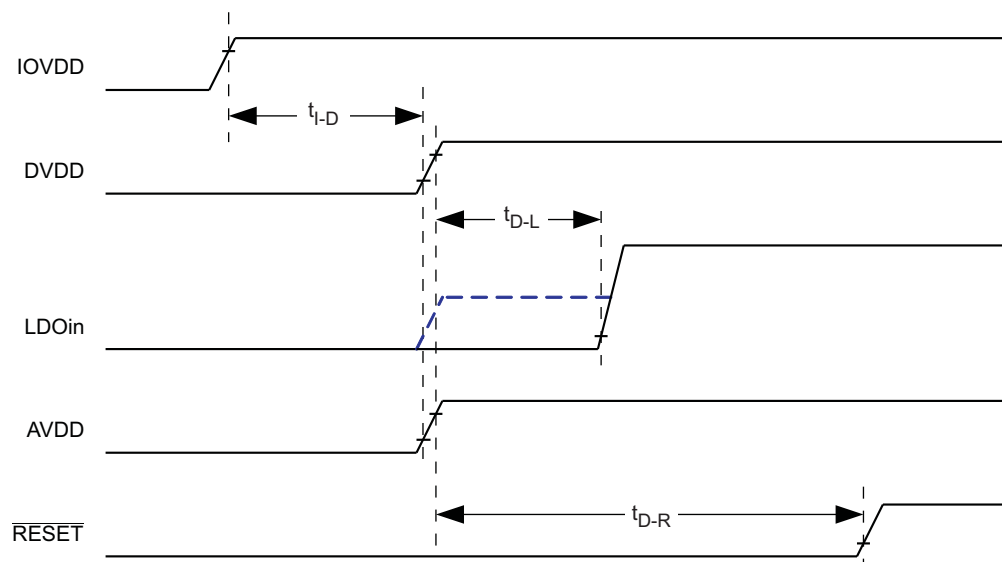 IOVDD
t_I-D
DVDD
t_D-L
LDOin
AVDD
t_D-R
RESET